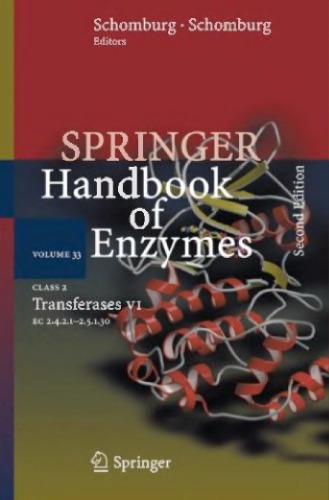 Schomburg · Schomburg
Editors
SPRINGER
Handbook
of
Enzymes
Second Edition
VOLUME 33
CLASS 2
Transferases VI
EC 2.4.2.1–2.5.1.30
Springer